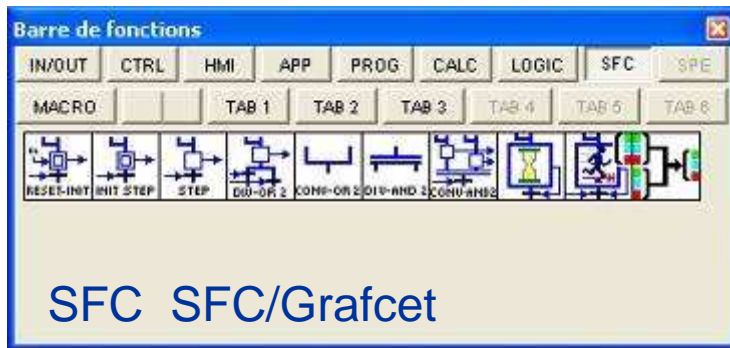 Barre de fonctions
IN/OUT CTRL HMI APP PROG CALC LOGIC SFC SPE
MACRO TAB 1 TAB 2 TAB 3 TAB 4 TAB 5 TAB 6
RESET-INIT INIT STEP STEP DIV-OR 2 CONV-OR 2 DIV-AND 2 CONV-AND2
SFC SFC/Grafcet